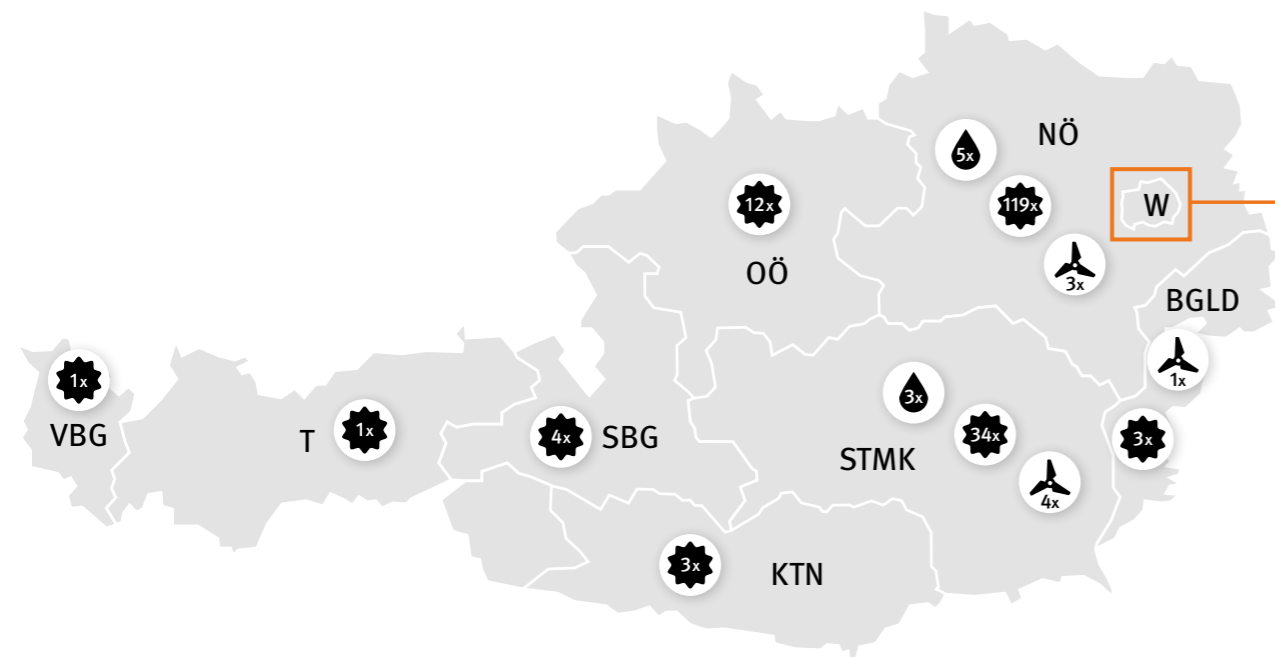 NÖ
5x
12x
119x
W
OÖ
3x
BGLD
1x
1x
3x
VBG
T
1x
4x
SBG
34x
3x
STMK
4x
3x
KTN